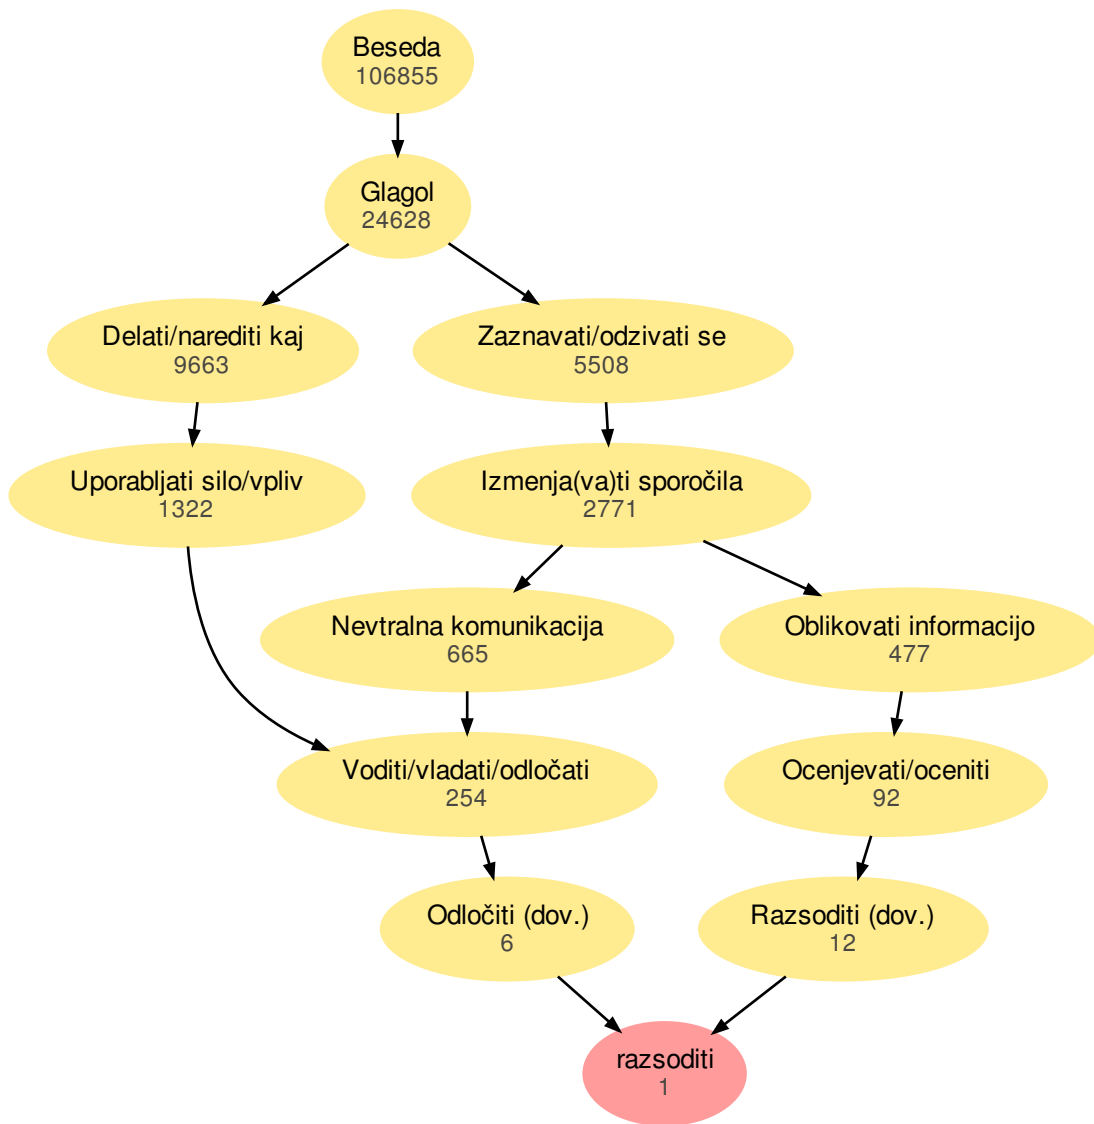 Beseda
106855
Glagol
24628
Delati/narediti kaj
9663
Zaznavati/odzivati se
5508
Uporabljati silo/vpliv
1322
Izmenja(va)ti sporočila
2771
Nevtralna komunikacija
665
Oblikovati informacijo
477
Voditi/vladati/odločati
254
Ocenjevati/oceniti
92
Odločiti (dov.)
6
Razsoditi (dov.)
12
razsoditi
1